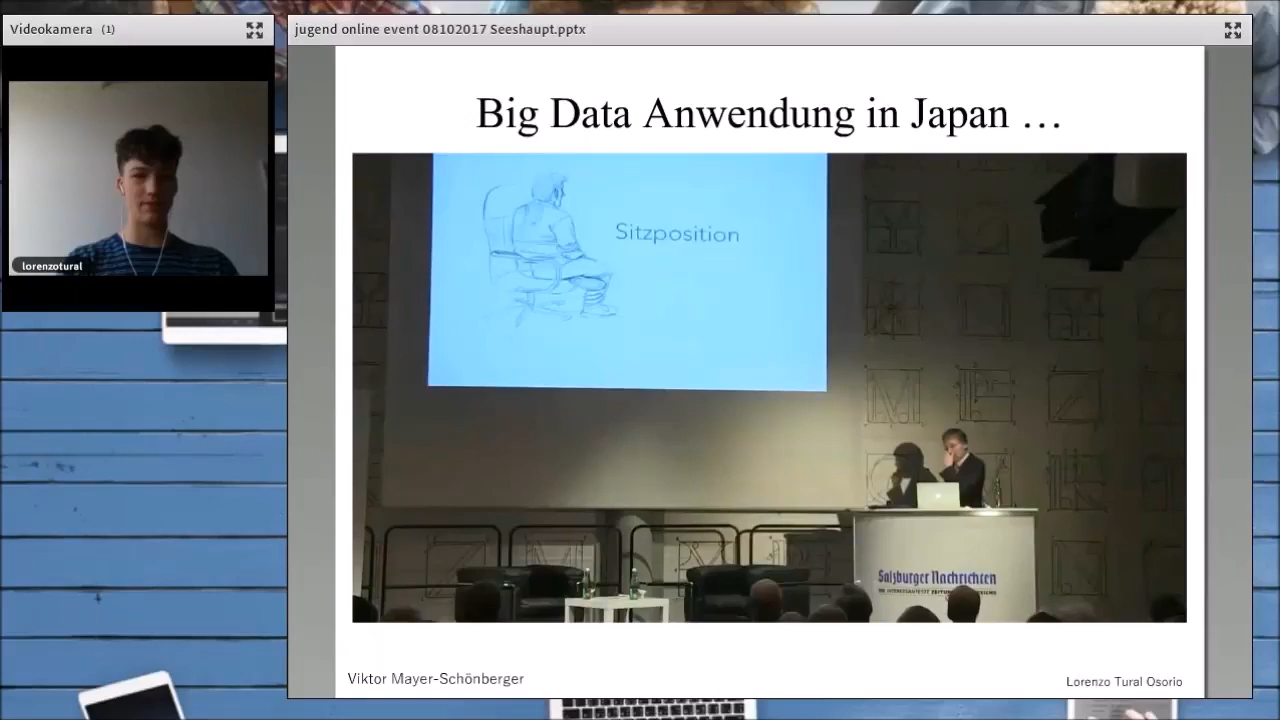 Videokamera (1)
lorenzotural
jugend online event 08102017 Seeshaupt.pptx
Big Data Anwendung in Japan …
Sitzposition
Salzburger Nachrichten
Viktor Mayer-Schönberger
Lorenzo Tural Osorio